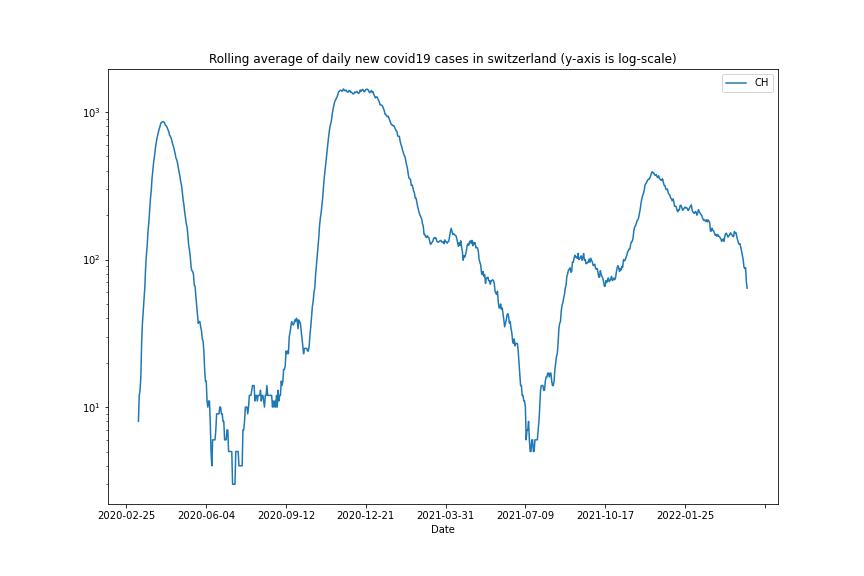 Rolling average of daily new covid19 cases in switzerland (y-axis is log-scale)
CH
10³
10²
10¹
2020-02-25 2020-06-04 2020-09-12 2020-12-21 2021-03-31 2021-07-09 2021-10-17 2022-01-25
Date